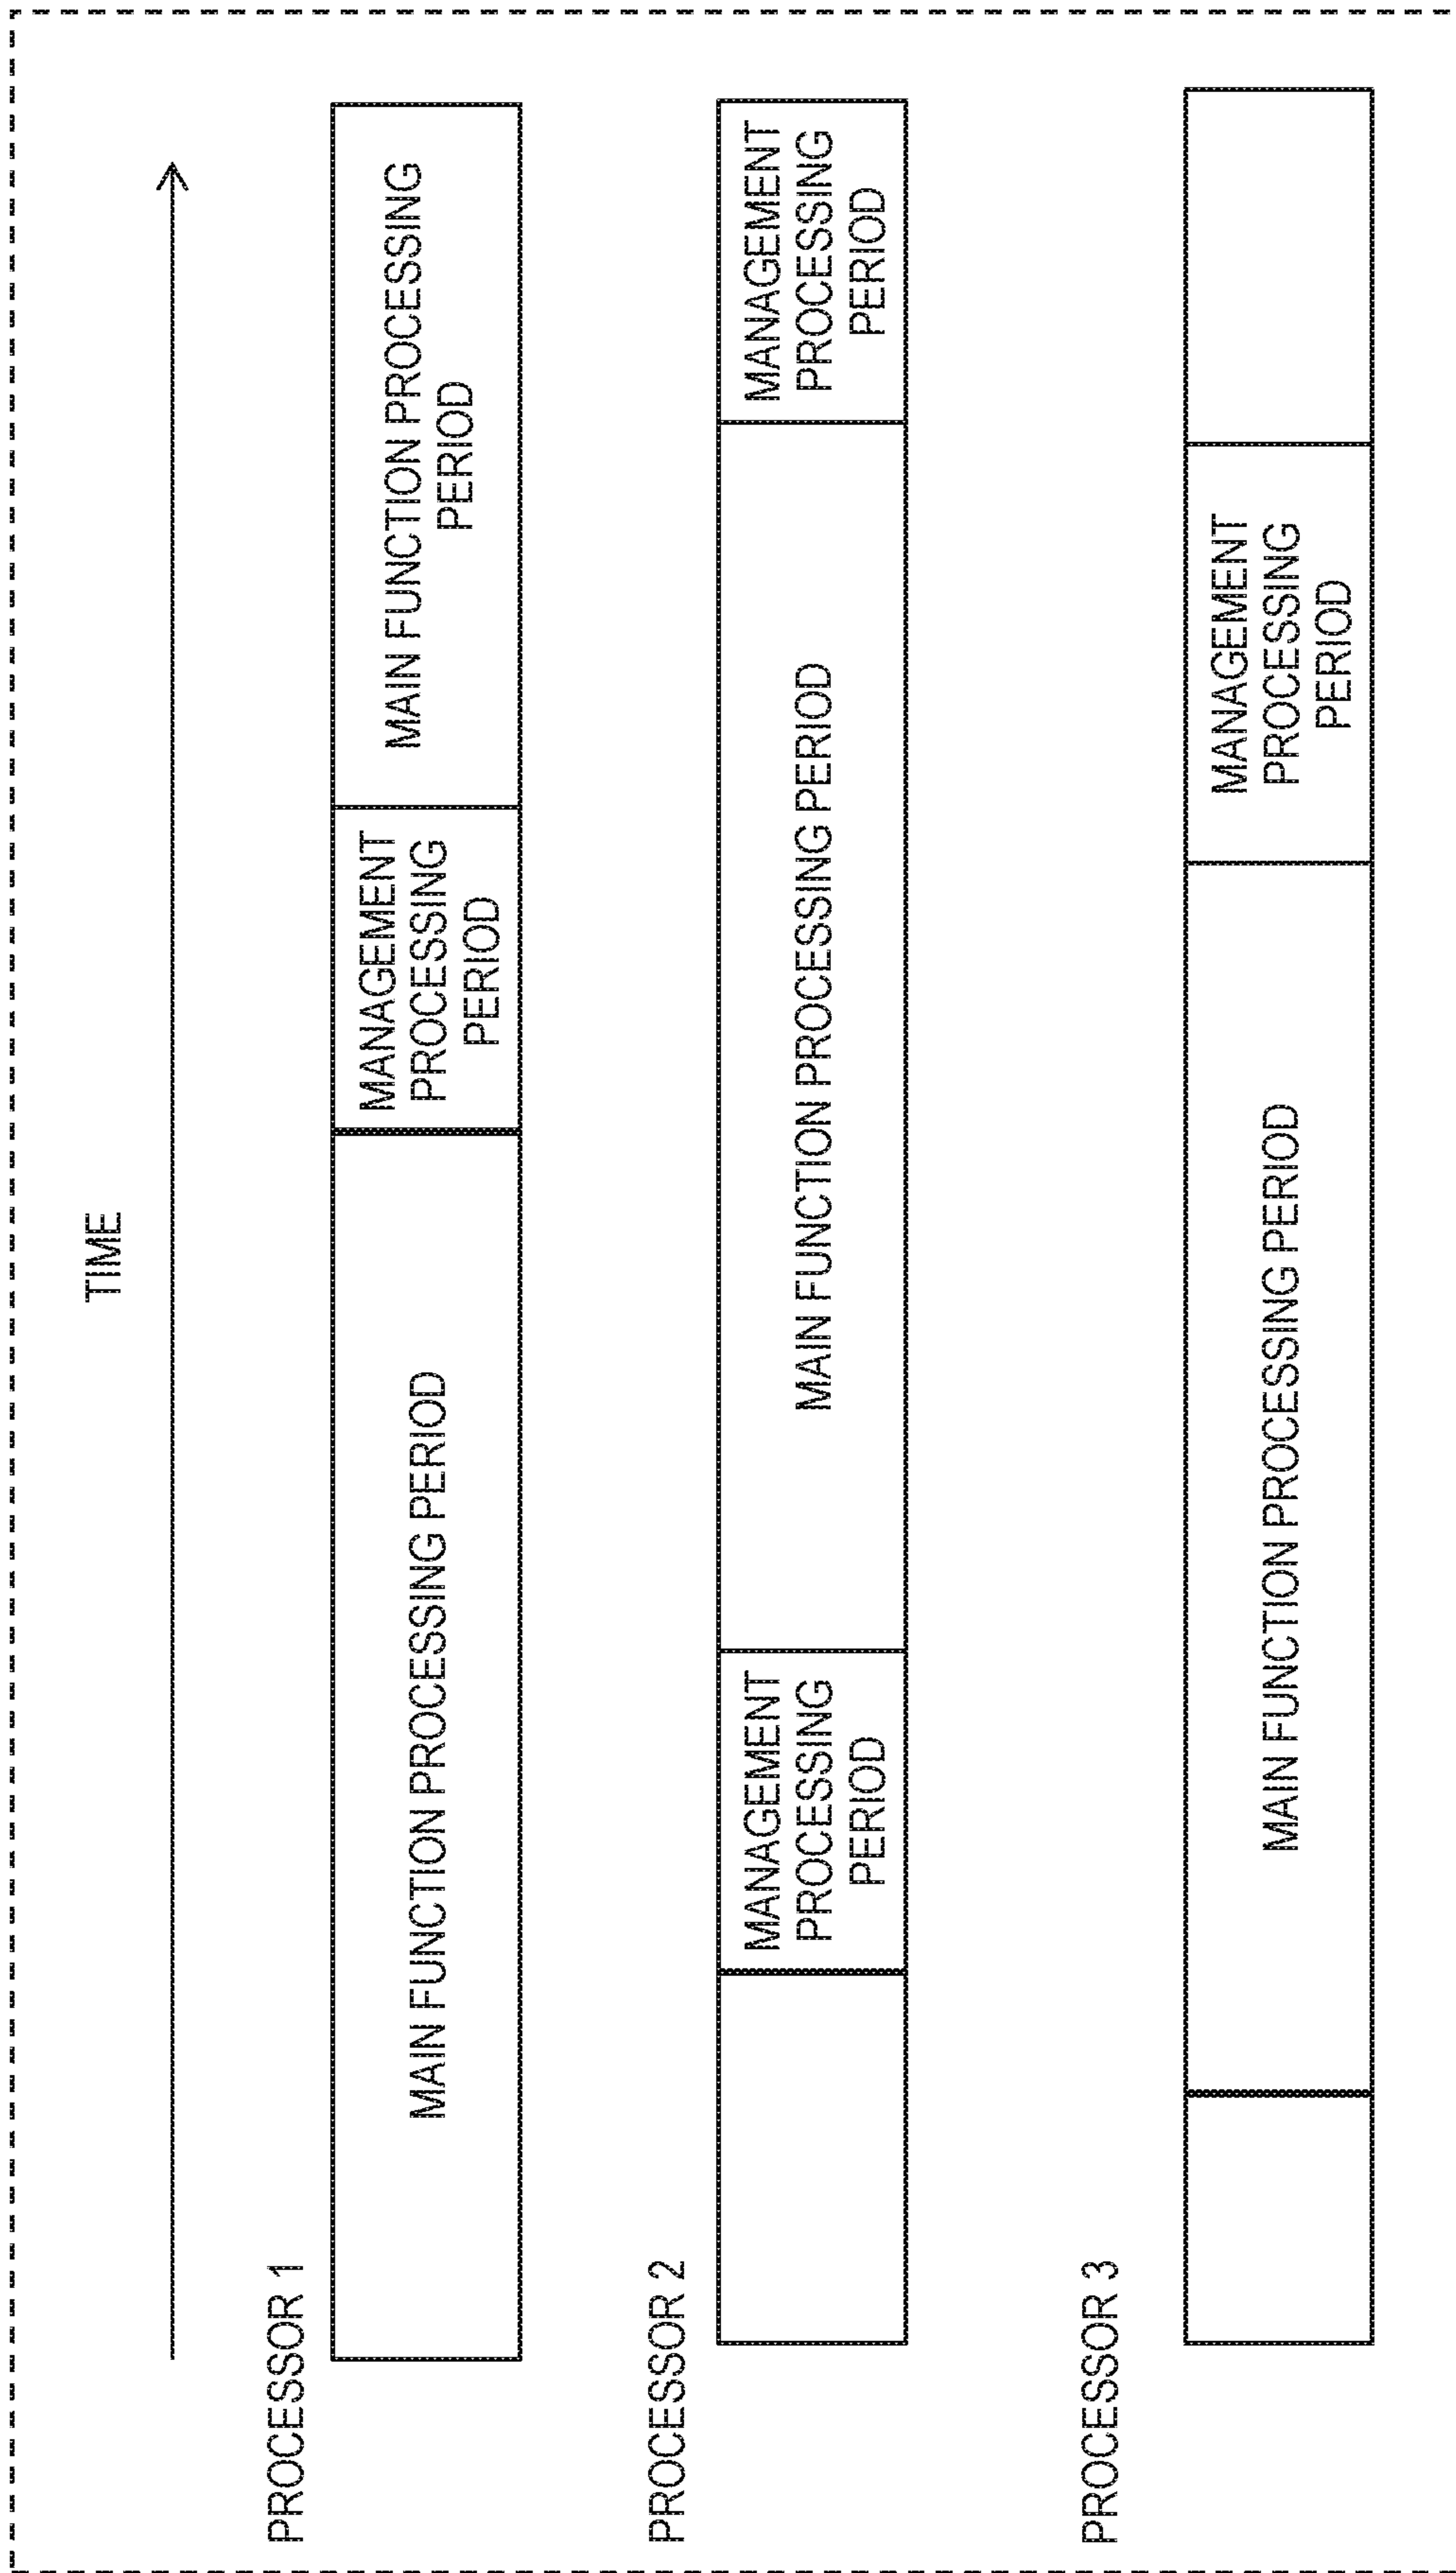 TIME
PROCESSOR 1
MAIN FUNCTION PROCESSING PERIOD
MANAGEMENT
PROCESSING
PERIOD
MAIN FUNCTION PROCESSING
PERIOD
PROCESSOR 2
MANAGEMENT
PROCESSING
PERIOD
MAIN FUNCTION PROCESSING PERIOD
MANAGEMENT
PROCESSING
PERIOD
PROCESSOR 3
MAIN FUNCTION PROCESSING PERIOD
MANAGEMENT
PROCESSING
PERIOD